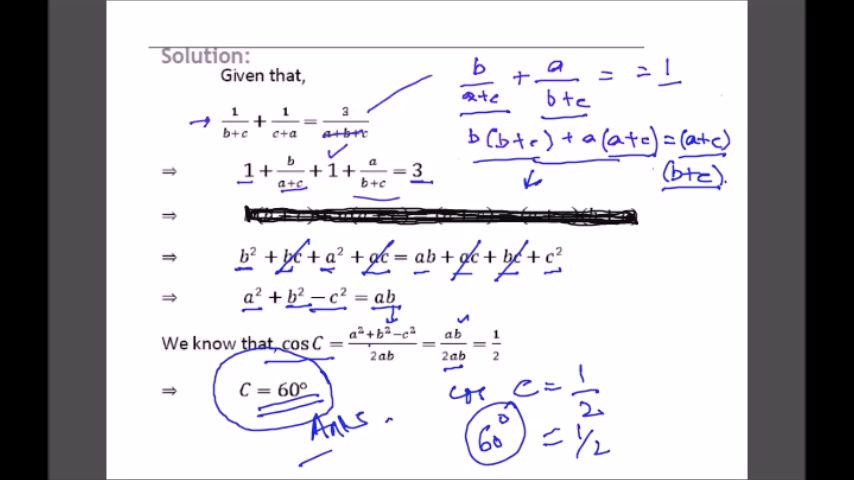 Solution:
Given that,
→ 1/(b+c) + 1/(c+a) = 3/(a+b+c)
⇒ 1 + b/(a+c) + 1 + a/(b+c) = 3
⇒
⇒ b² + bc + a² + ac = ab + ac + bc + c²
⇒ a² + b² − c² = ab
We know that, cos C = (a²+b²−c²)/2ab = ab/2ab = 1/2
⇒ C = 60°
Ans.
b/(a+c) + a/(b+c) = = 1
b(b+c) + a(a+c) = (a+c)
(b+c).
cos C = 1/2
60° = 1/2